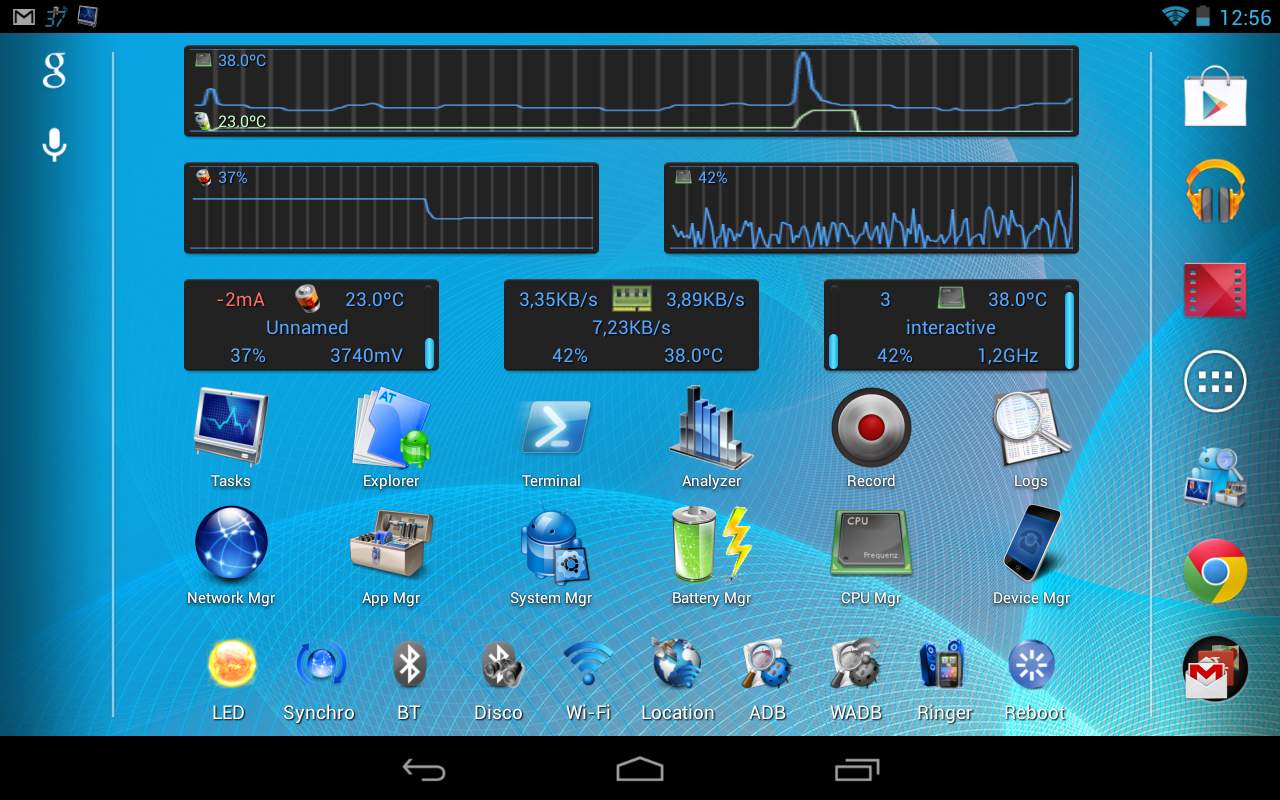 37
12:56
g
38.0ºC
23.0ºC
37%
42%
-2mA 23.0ºC
Unnamed
37% 3740mV
3,35KB/s 3,89KB/s
7,23KB/s
42% 38.0ºC
3 38.0ºC
interactive
42% 1,2GHz
AT
Tasks Explorer Terminal Analyzer Record Logs
CPU
Frequenz
Network Mgr App Mgr System Mgr Battery Mgr CPU Mgr Device Mgr
LED Synchro BT Disco Wi-Fi Location ADB WADB Ringer Reboot